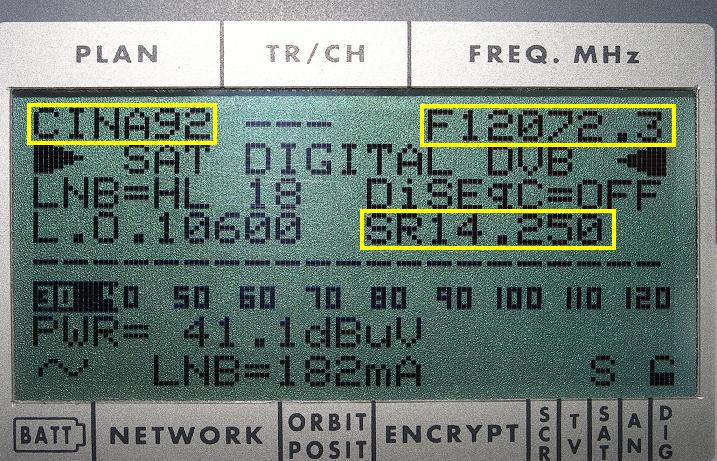 PLAN TR/CH FREQ. MHz
CINA92 --- F12072.3
SAT DIGITAL DVB
LNB=HL 18 DiSEqC=OFF
L.O.10600 SR14.250
50 60 70 80 90 100 110 120
PWR= 41.1dBuV
LNB=182mA S
BATT NETWORK ORBIT POSIT ENCRYPT SCR TV SAT AN DIG